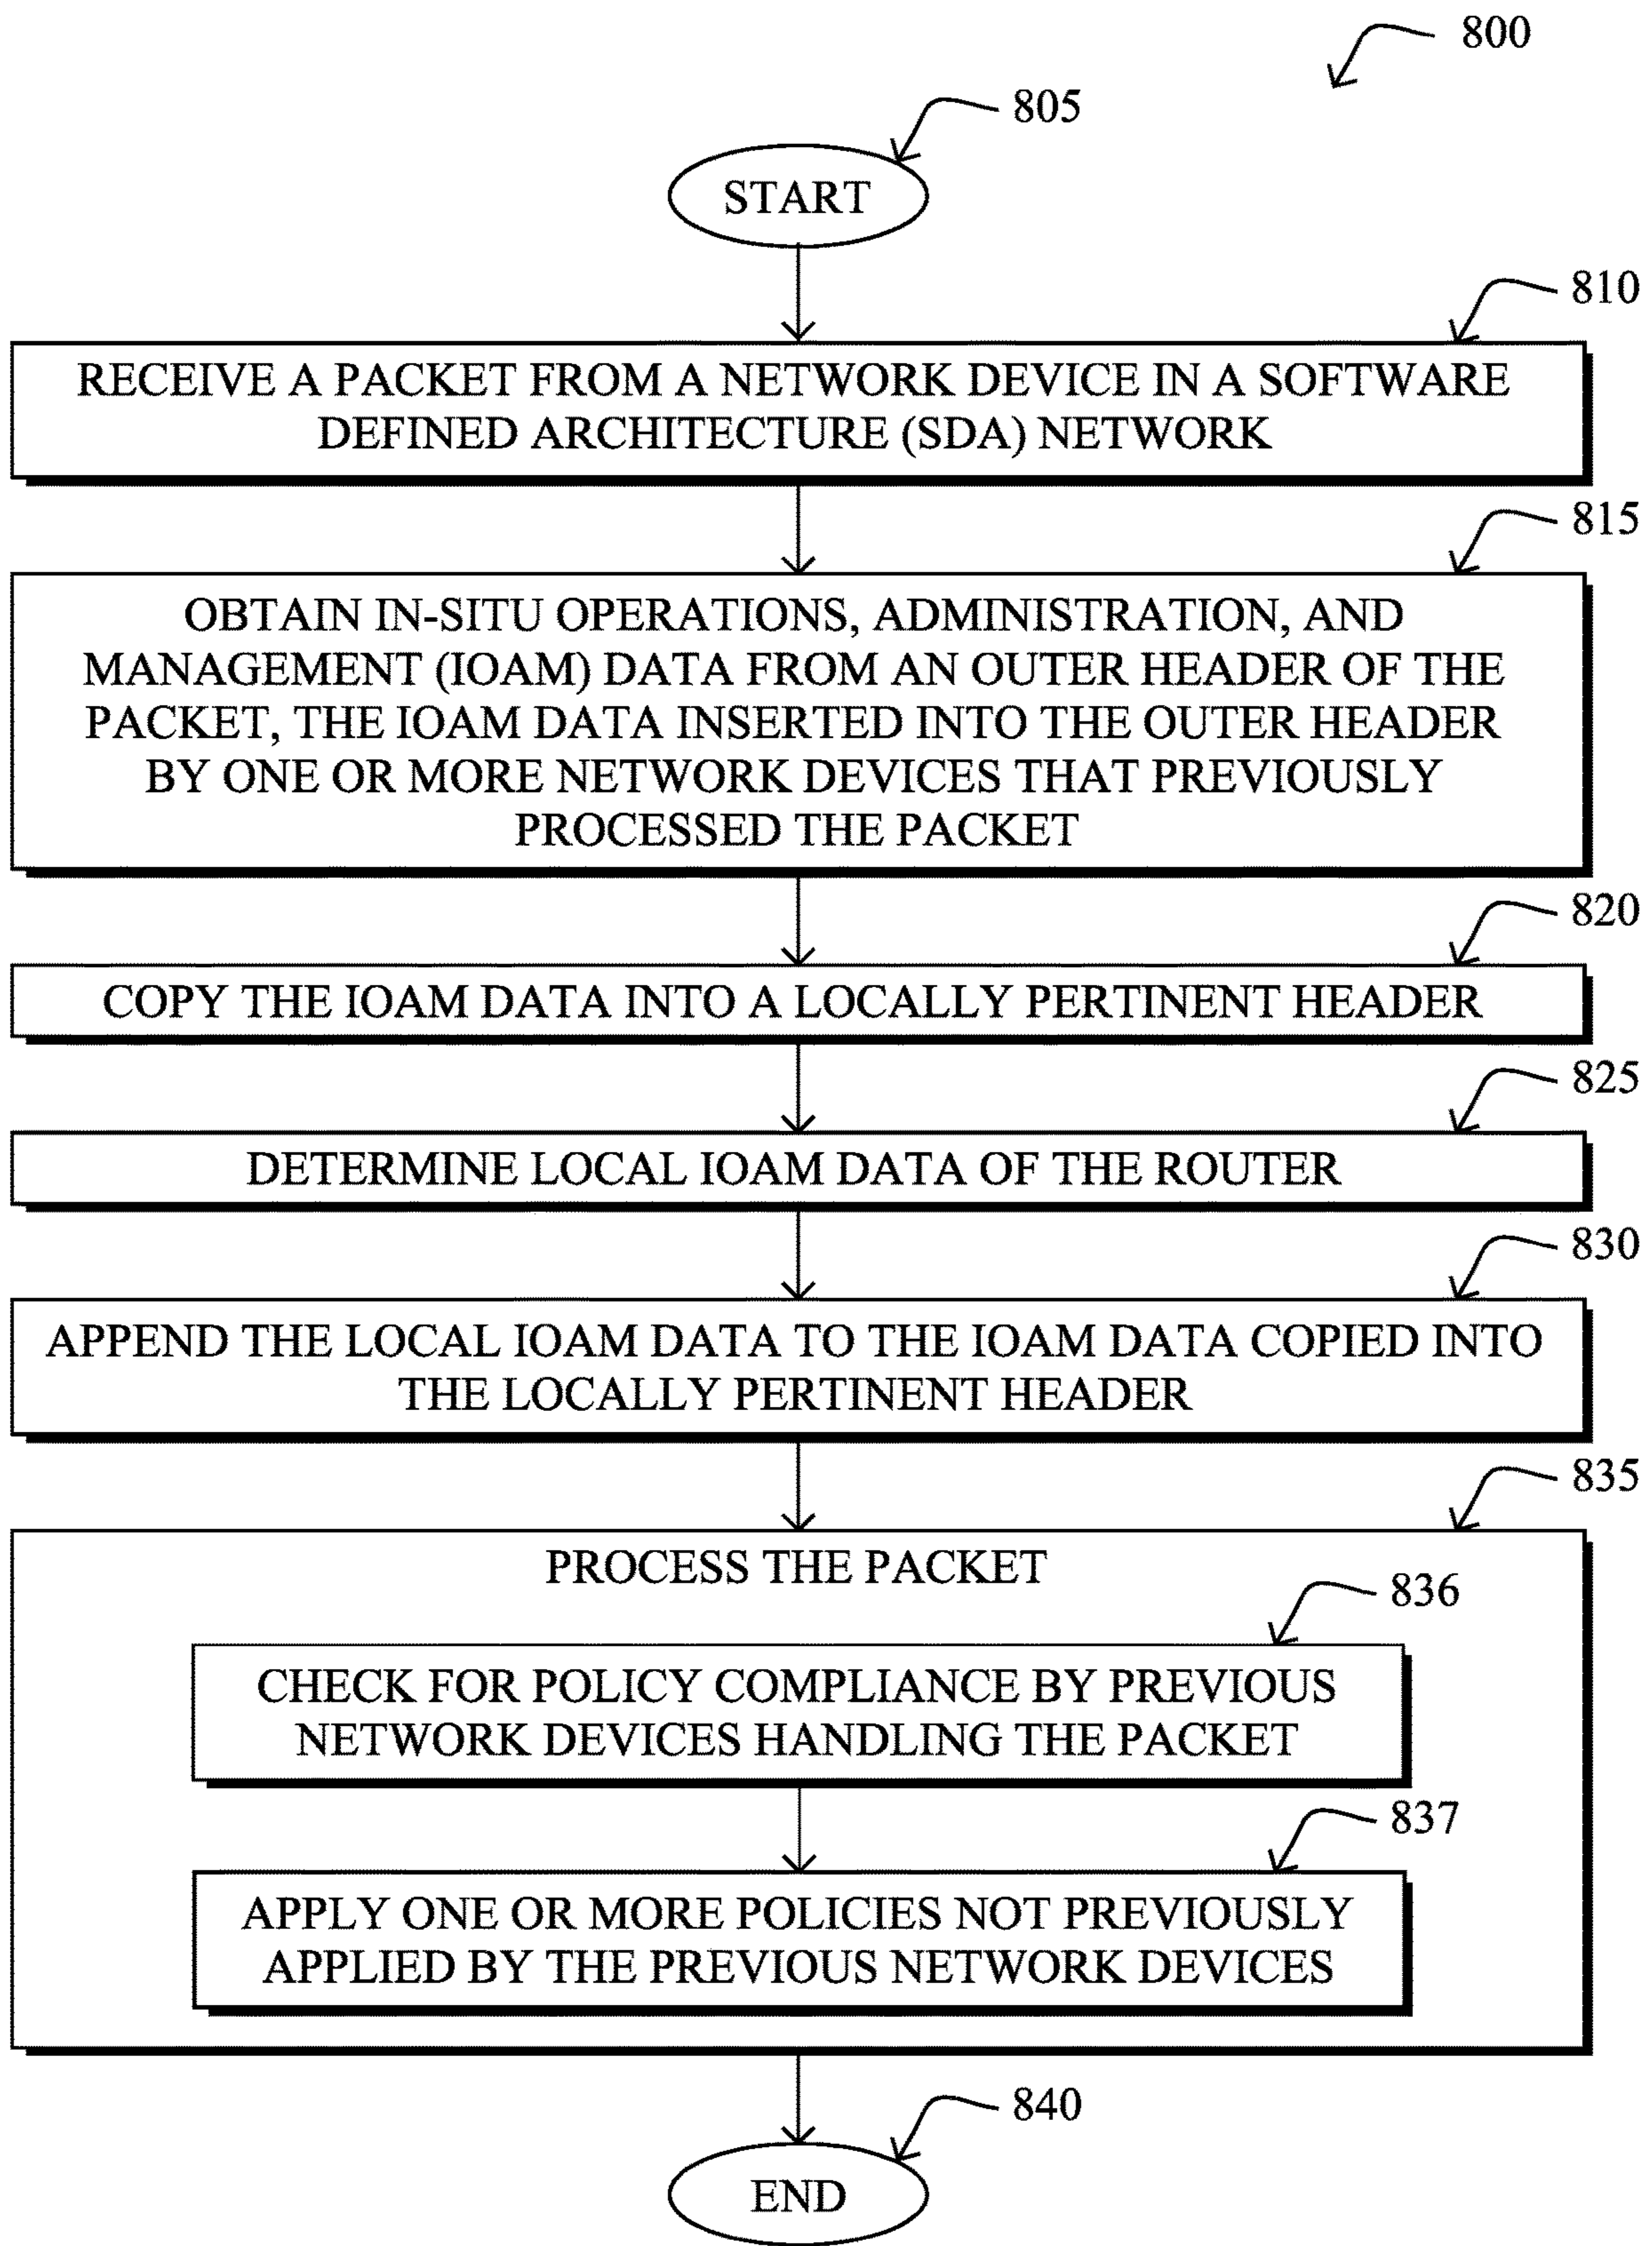 800
805
START
810
RECEIVE A PACKET FROM A NETWORK DEVICE IN A SOFTWARE
DEFINED ARCHITECTURE (SDA) NETWORK
815
OBTAIN IN-SITU OPERATIONS, ADMINISTRATION, AND
MANAGEMENT (IOAM) DATA FROM AN OUTER HEADER OF THE
PACKET, THE IOAM DATA INSERTED INTO THE OUTER HEADER
BY ONE OR MORE NETWORK DEVICES THAT PREVIOUSLY
PROCESSED THE PACKET
820
COPY THE IOAM DATA INTO A LOCALLY PERTINENT HEADER
825
DETERMINE LOCAL IOAM DATA OF THE ROUTER
830
APPEND THE LOCAL IOAM DATA TO THE IOAM DATA COPIED INTO
THE LOCALLY PERTINENT HEADER
835
PROCESS THE PACKET
836
CHECK FOR POLICY COMPLIANCE BY PREVIOUS
NETWORK DEVICES HANDLING THE PACKET
837
APPLY ONE OR MORE POLICIES NOT PREVIOUSLY
APPLIED BY THE PREVIOUS NETWORK DEVICES
840
END